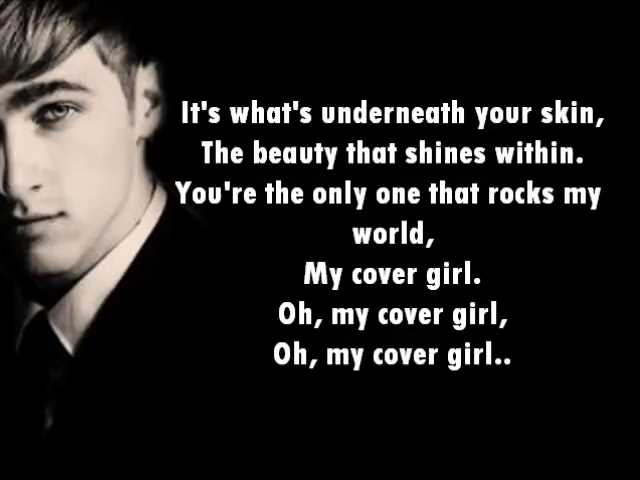 It's what's underneath your skin,
The beauty that shines within.
You're the only one that rocks my
world,
My cover girl.
Oh, my cover girl,
Oh, my cover girl..